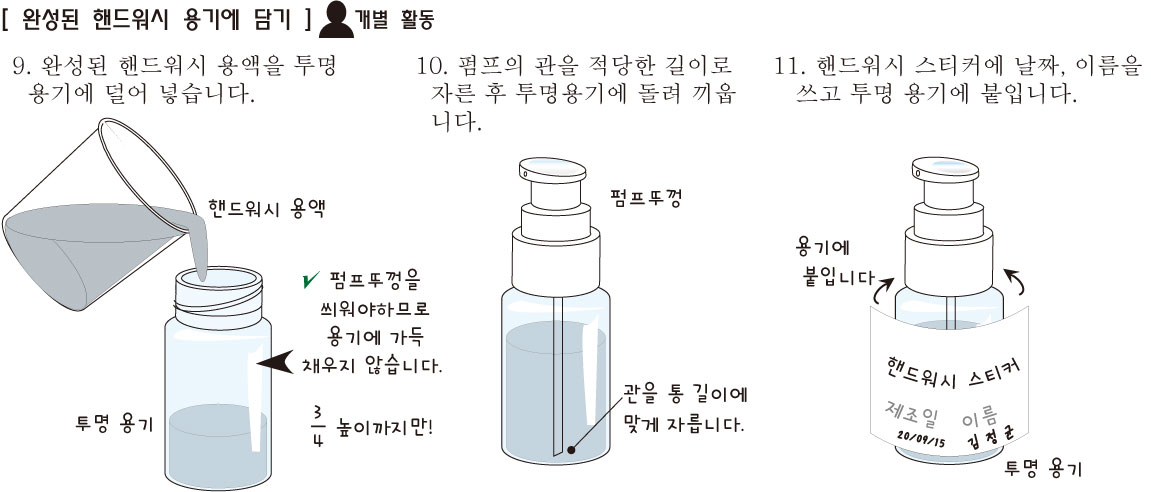 [ 완성된 핸드워시 용기에 담기 ] 개별 활동
9. 완성된 핸드워시 용액을 투명
용기에 덜어 넣습니다.
핸드워시 용액
✓ 펌프뚜껑을
씌워야하므로
용기에 가득
채우지 않습니다.
3/4 높이까지만!
투명 용기
10. 펌프의 관을 적당한 길이로
자른 후 투명용기에 돌려 끼웁
니다.
펌프뚜껑
관을 통 길이에
맞게 자릅니다.
11. 핸드워시 스티커에 날짜, 이름을
쓰고 투명 용기에 붙입니다.
용기에
붙입니다
핸드워시 스티커
제조일 이름
20/09/15 김정균
투명 용기